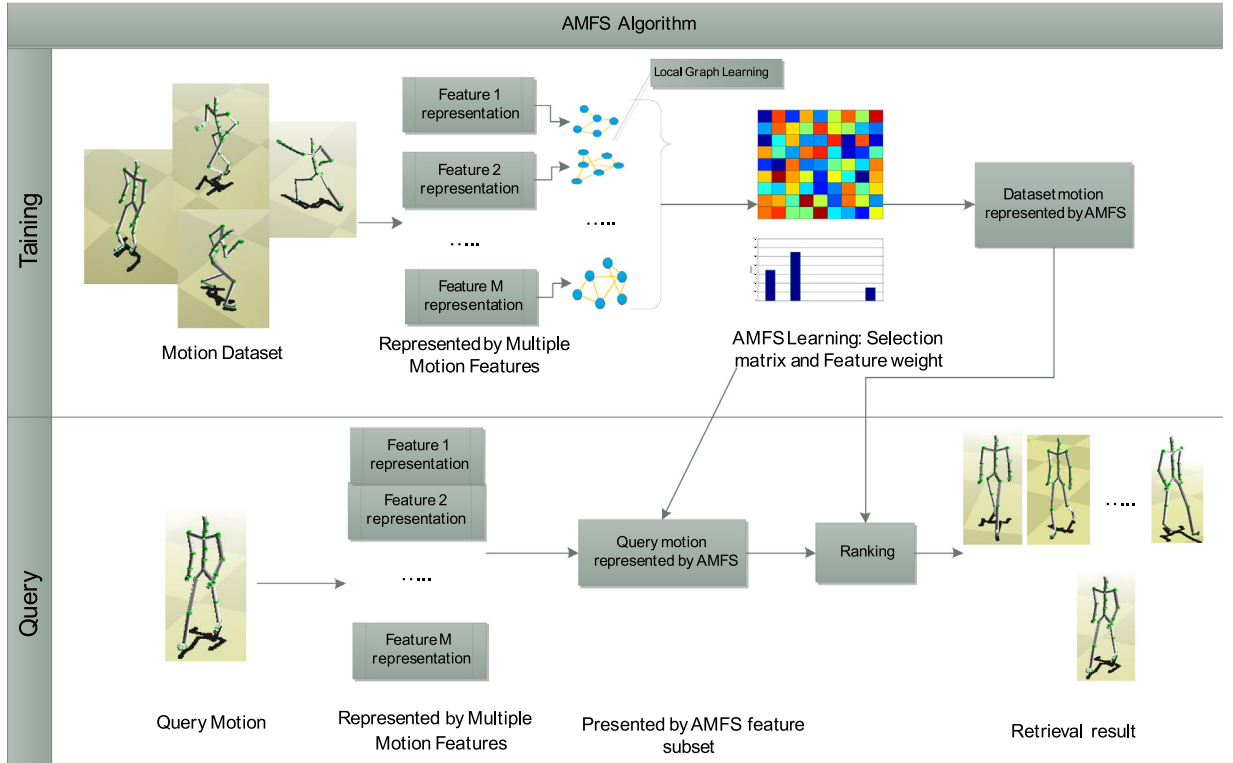 AMFS Algorithm
Taining
Local Graph Learning
Feature 1
representation
Feature 2
representation
.....
.....
Feature M
representation
Dataset motion
represented by AMFS
Motion Dataset
Represented by Multiple
Motion Features
AMFS Learning: Selection
matrix and Feature weight
Query
Feature 1
representation
Feature 2
representation
.....
Feature M
representation
Query motion
represented by AMFS
Ranking
.....
Query Motion
Represented by Multiple
Motion Features
Presented by AMFS feature
subset
Retrieval result